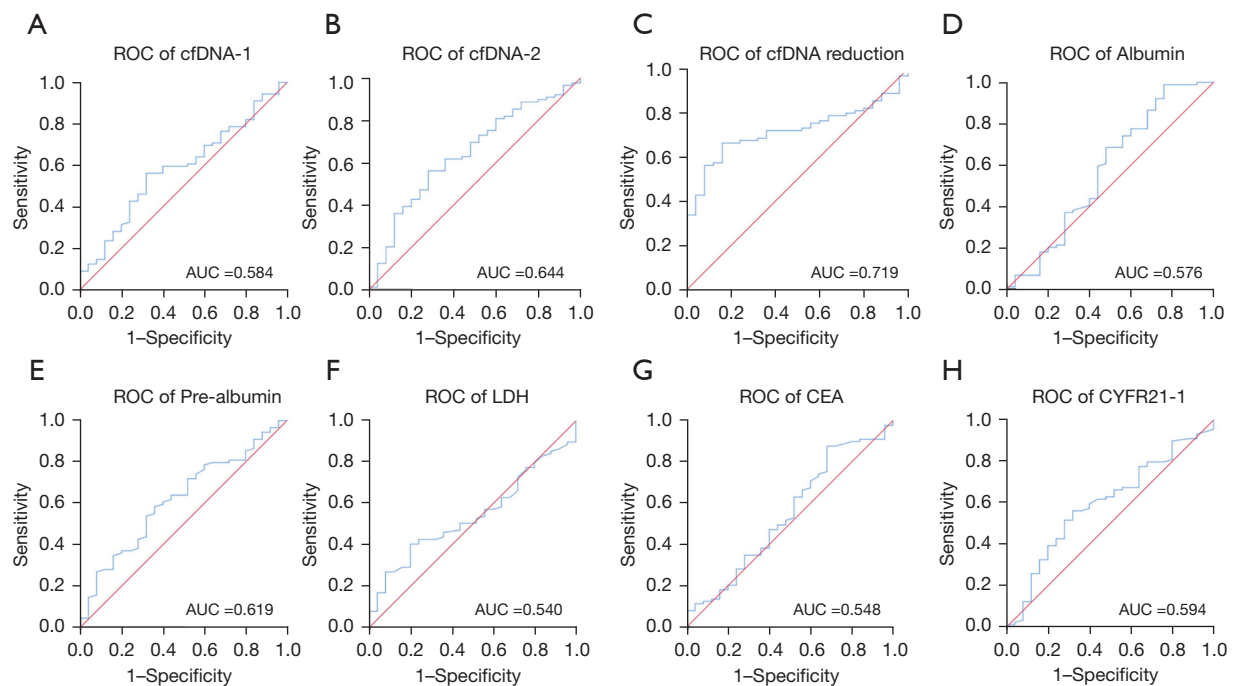 A
ROC of cfDNA-1
1.0
0.8
0.6
0.4
0.2
0.0
Sensitivity
AUC =0.584
0.0 0.2 0.4 0.6 0.8 1.0
1–Specificity
B
ROC of cfDNA-2
1.0
0.8
0.6
0.4
0.2
0.0
Sensitivity
AUC =0.644
0.0 0.2 0.4 0.6 0.8 1.0
1–Specificity
C
ROC of cfDNA reduction
1.0
0.8
0.6
0.4
0.2
0.0
Sensitivity
AUC =0.719
0.0 0.2 0.4 0.6 0.8 1.0
1–Specificity
D
ROC of Albumin
1.0
0.8
0.6
0.4
0.2
0.0
Sensitivity
AUC =0.576
0.0 0.2 0.4 0.6 0.8 1.0
1–Specificity
E
ROC of Pre-albumin
1.0
0.8
0.6
0.4
0.2
0.0
Sensitivity
AUC =0.619
0.0 0.2 0.4 0.6 0.8 1.0
1–Specificity
F
ROC of LDH
1.0
0.8
0.6
0.4
0.2
0.0
Sensitivity
AUC =0.540
0.0 0.2 0.4 0.6 0.8 1.0
1–Specificity
G
ROC of CEA
1.0
0.8
0.6
0.4
0.2
0.0
Sensitivity
AUC =0.548
0.0 0.2 0.4 0.6 0.8 1.0
1–Specificity
H
ROC of CYFR21-1
1.0
0.8
0.6
0.4
0.2
0.0
Sensitivity
AUC =0.594
0.0 0.2 0.4 0.6 0.8 1.0
1–Specificity